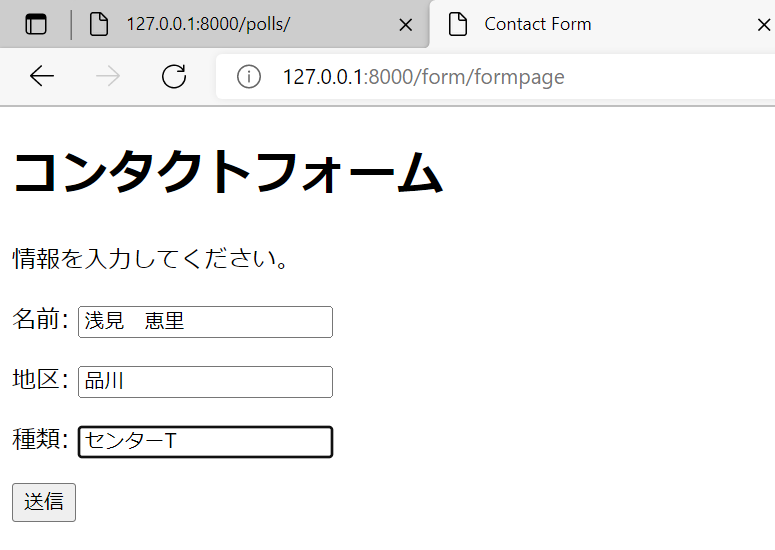 127.0.0.1:8000/polls/
Contact Form
127.0.0.1:8000/form/formpage
コンタクトフォーム
情報を入力してください。
名前: 浅見　恵里
地区: 品川
種類: センターT
送信